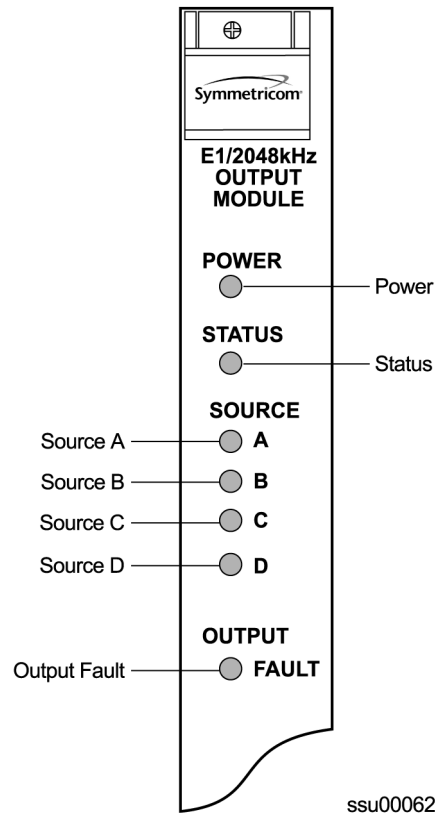 Symmetricom
E1/2048kHz
OUTPUT
MODULE
POWER
Power
STATUS
Status
SOURCE
Source A
A
Source B
B
Source C
C
Source D
D
OUTPUT
Output Fault
FAULT
ssu00062